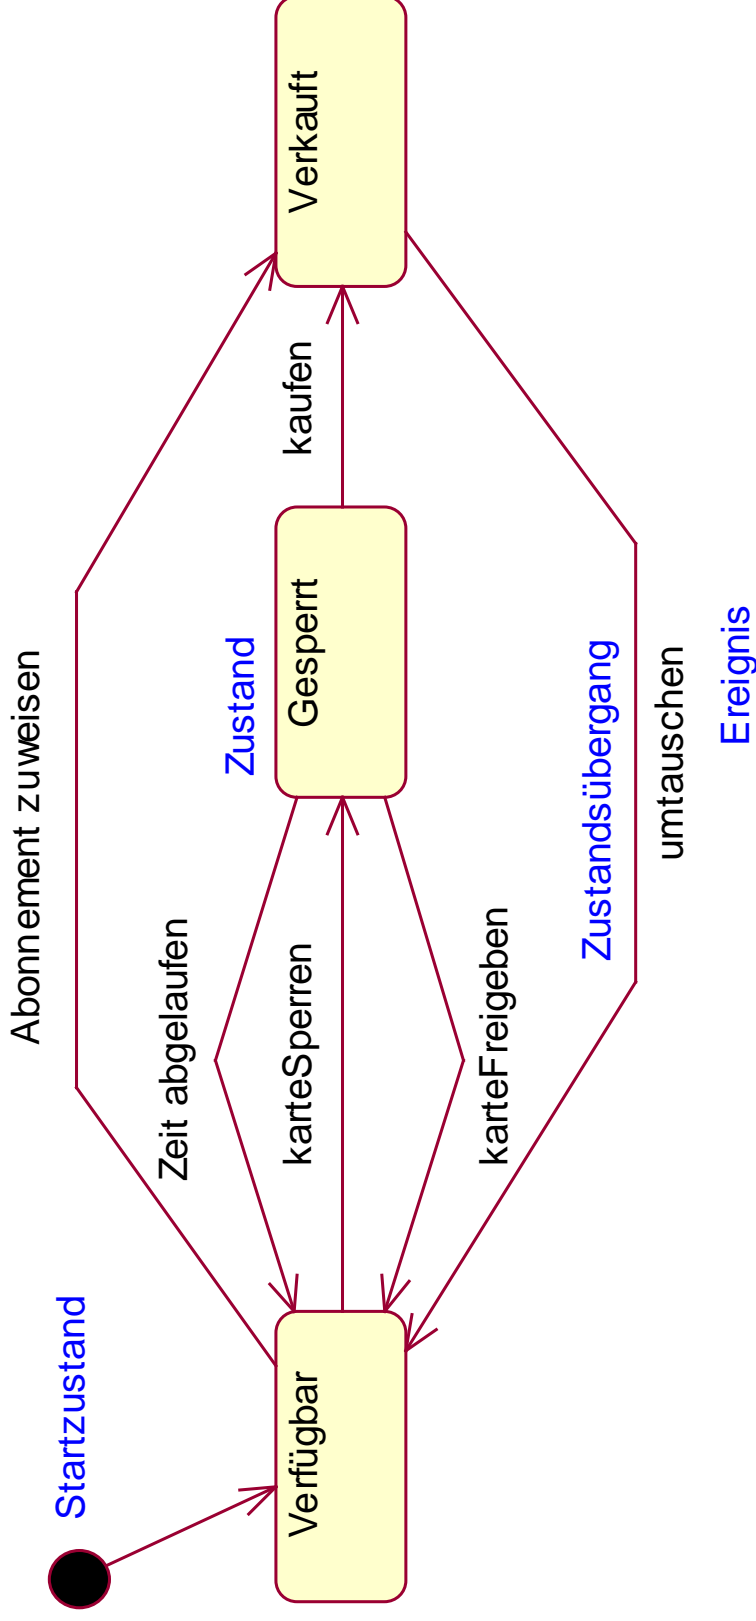 Startzustand
Abonnement zuweisen
Zeit abgelaufen
Zustand
Verfügbar
karteSperren
Gesperrt
kaufen
Verkauft
karteFreigeben
Zustandsübergang
umtauschen
Ereignis